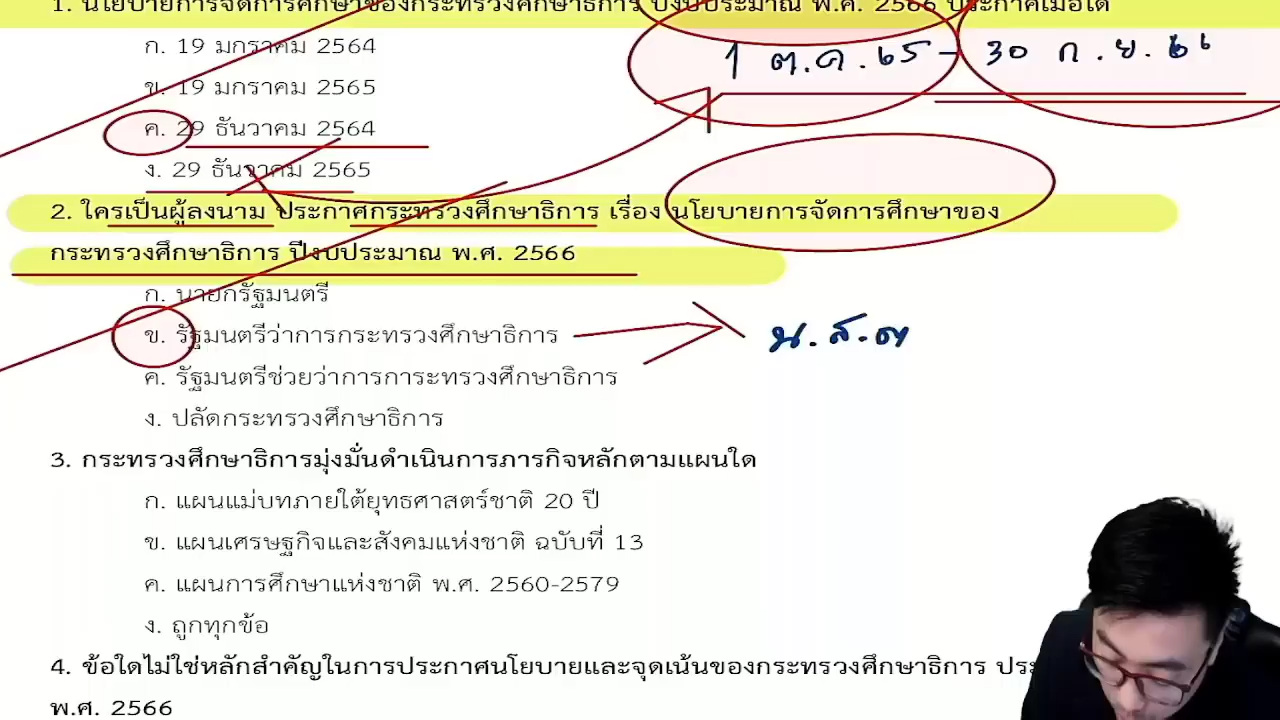 1. นโยบายการจัดการศึกษาของกระทรวงศึกษาธิการ ปีงบประมาณ พ.ศ. 2566 ประกาศเมื่อใด
ก. 19 มกราคม 2564
1 ต.ค.65 - 30 ก.ย.66
ข. 19 มกราคม 2565
ค. 29 ธันวาคม 2564
ง. 29 ธันวาคม 2565
2. ใครเป็นผู้ลงนาม ประกาศกระทรวงศึกษาธิการ เรื่อง นโยบายการจัดการศึกษาของ
กระทรวงศึกษาธิการ ปีงบประมาณ พ.ศ. 2566
ก. นายกรัฐมนตรี
ข. รัฐมนตรีว่าการกระทรวงศึกษาธิการ
น.ส.ต
ค. รัฐมนตรีช่วยว่าการการะทรวงศึกษาธิการ
ง. ปลัดกระทรวงศึกษาธิการ
3. กระทรวงศึกษาธิการมุ่งมั่นดำเนินการภารกิจหลักตามแผนใด
ก. แผนแม่บทภายใต้ยุทธศาสตร์ชาติ 20 ปี
ข. แผนเศรษฐกิจและสังคมแห่งชาติ ฉบับที่ 13
ค. แผนการศึกษาแห่งชาติ พ.ศ. 2560-2579
ง. ถูกทุกข้อ
4. ข้อใดไม่ใช่หลักสำคัญในการประกาศนโยบายและจุดเน้นของกระทรวงศึกษาธิการ
พ.ศ. 2566